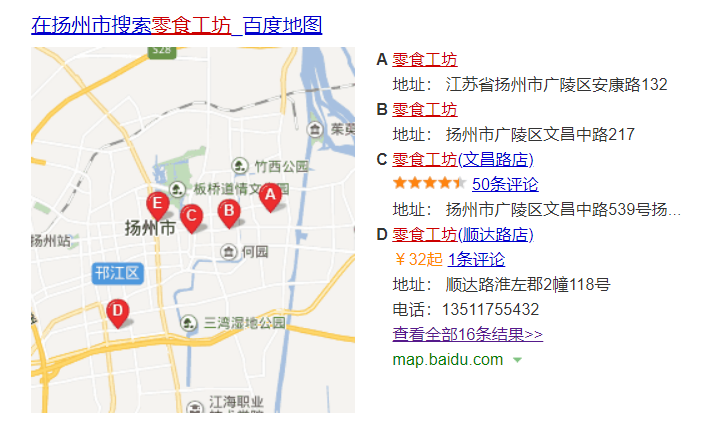 在扬州市搜索零食工坊_百度地图
528
茱萸
竹西公园
板桥道情文
园
E
A
C
B
扬州市
扬州站
何园
邗江区
D
三湾湿地公园
江海职业
A 零食工坊
地址： 江苏省扬州市广陵区安康路132
B 零食工坊
地址： 扬州市广陵区文昌中路217
C 零食工坊(文昌路店)
50条评论
地址： 扬州市广陵区文昌中路539号扬...
D 零食工坊(顺达路店)
￥32起 1条评论
地址： 顺达路淮左郡2幢118号
电话：13511755432
查看全部16条结果>>
map.baidu.com